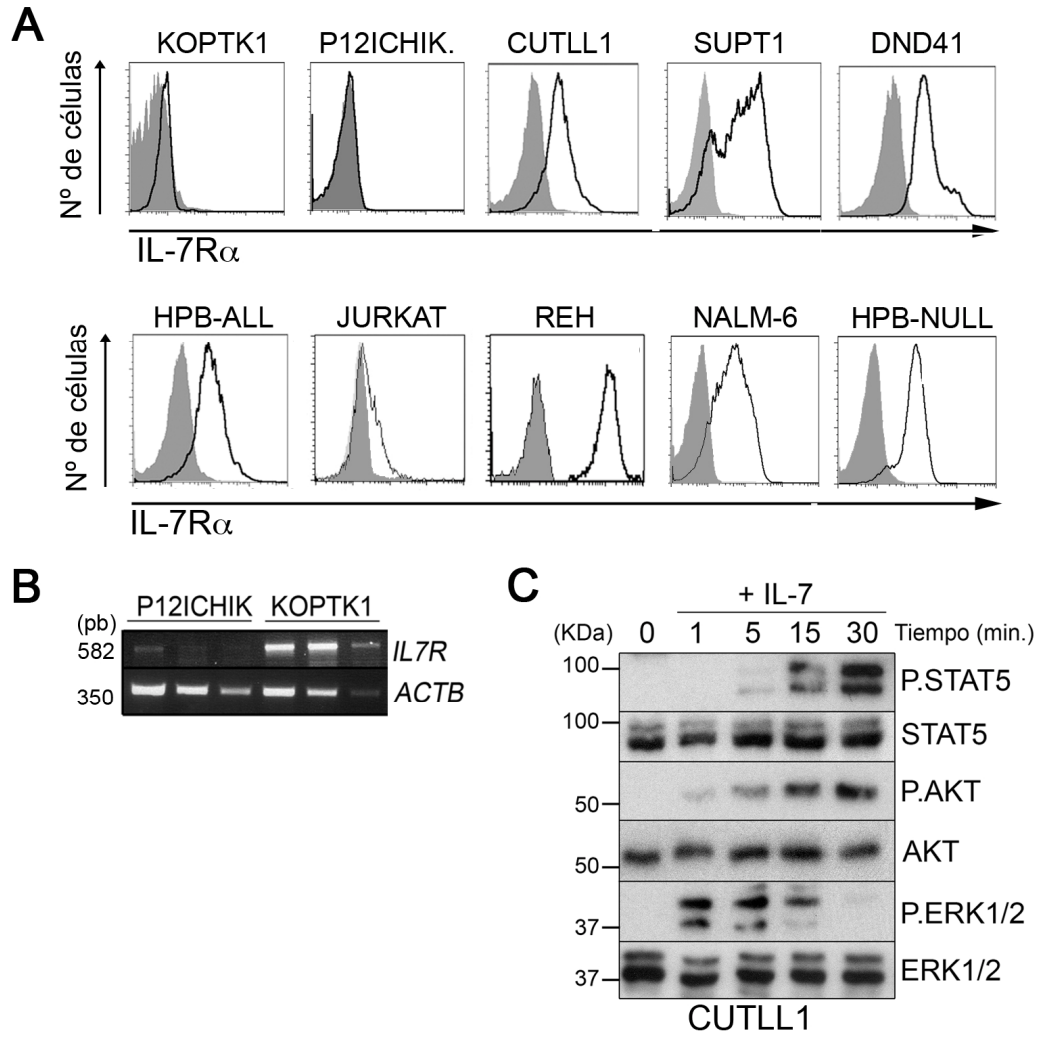 A
KOPTK1 P12ICHIK. CUTLL1 SUPT1 DND41
Nº de células
IL-7Rα
HPB-ALL JURKAT REH NALM-6 HPB-NULL
Nº de células
IL-7Rα
B
P12ICHIK KOPTK1
(pb)
582 IL7R
350 ACTB
C
+ IL-7
(KDa) 0 1 5 15 30 Tiempo (min.)
100 P.STAT5
100 STAT5
50 P.AKT
50 AKT
37 P.ERK1/2
37 ERK1/2
CUTLL1